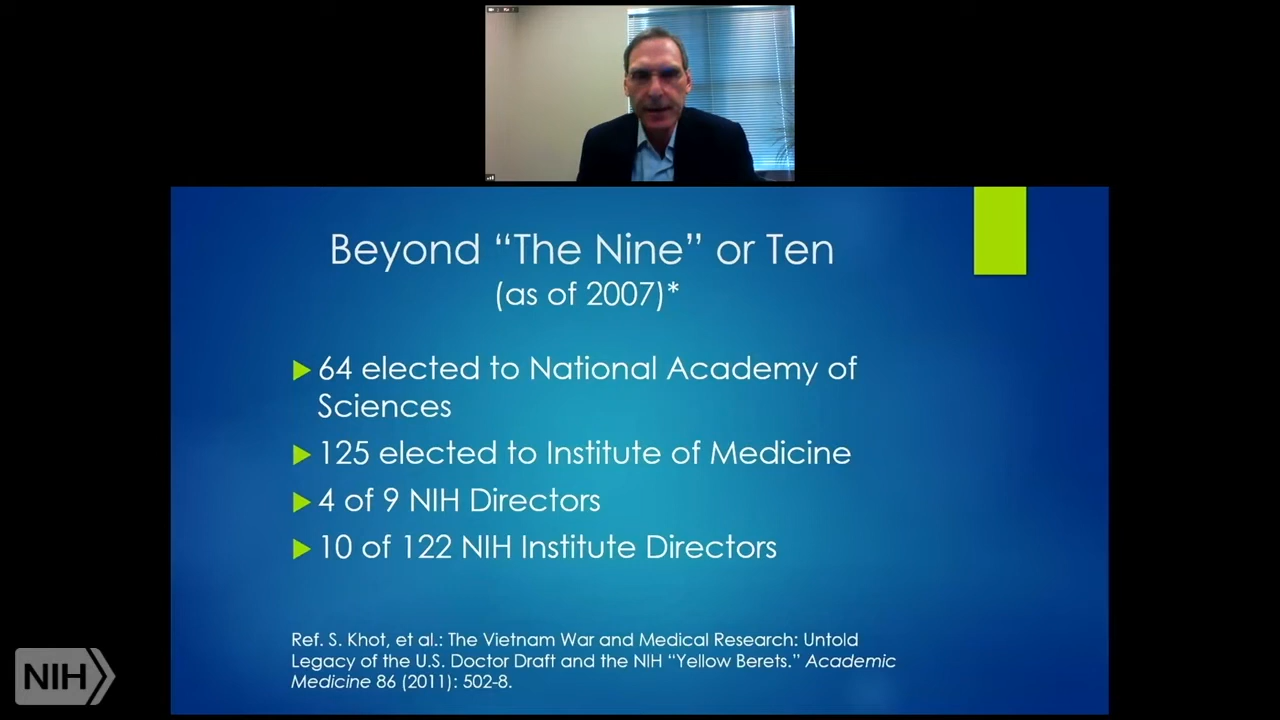 Beyond “The Nine” or Ten
(as of 2007)*
64 elected to National Academy of
Sciences
125 elected to Institute of Medicine
4 of 9 NIH Directors
10 of 122 NIH Institute Directors
Ref. S. Khot, et al.: The Vietnam War and Medical Research: Untold
Legacy of the U.S. Doctor Draft and the NIH “Yellow Berets.” Academic
Medicine 86 (2011): 502-8.
NIH